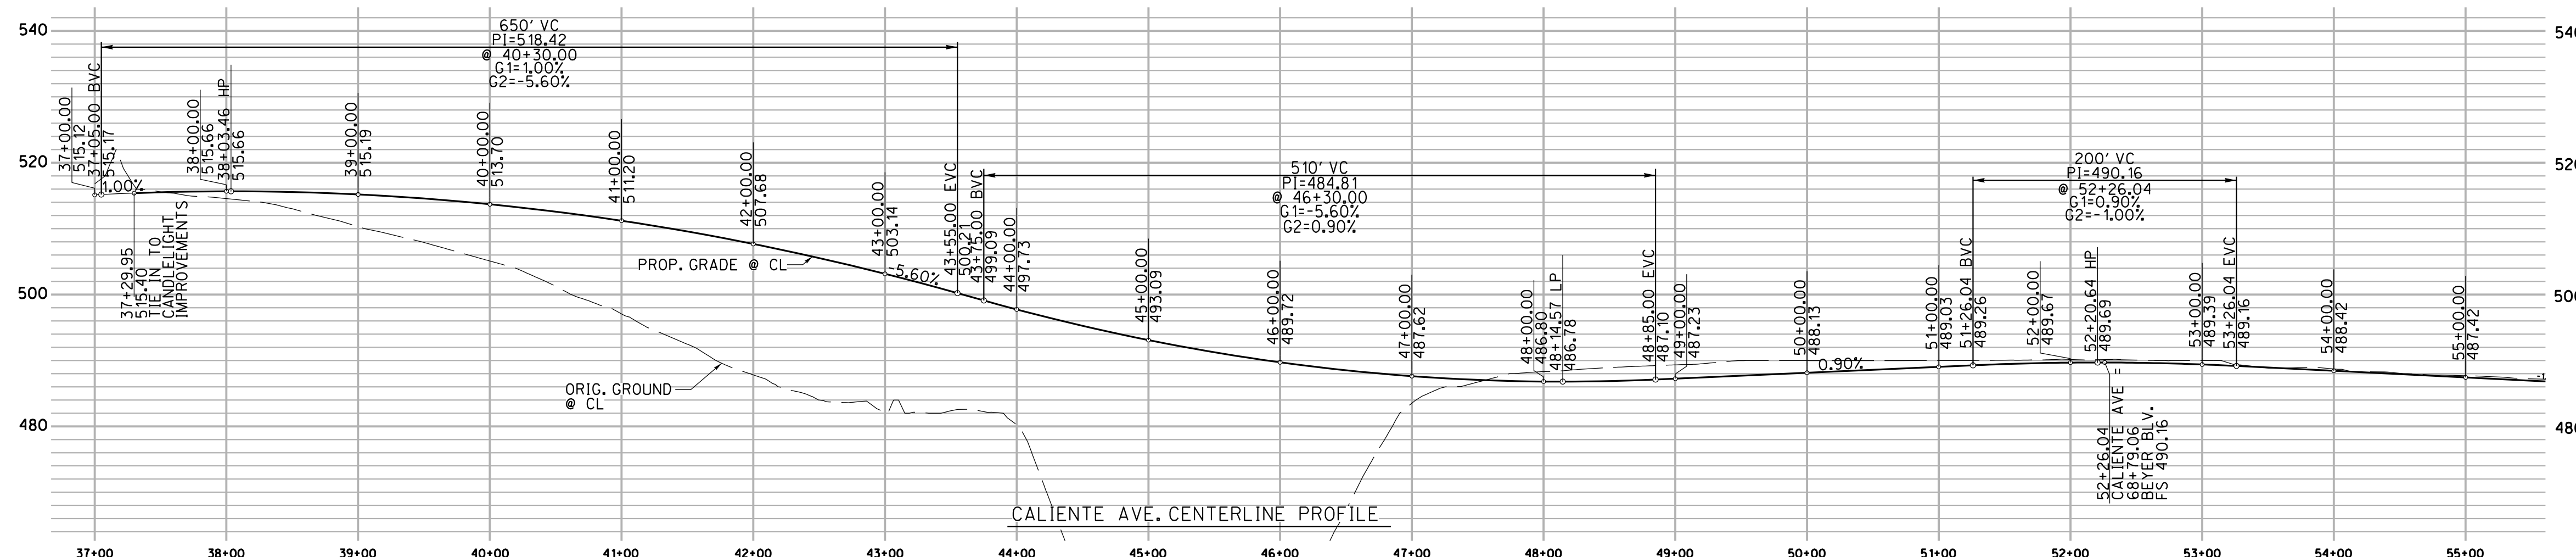 540
520
500
480
650' VC
PI=518.42
@ 40+30.00
G1=1.00%
G2=-5.60%
37+00.00
515.12
37+05.00 BVC
515.17
1.00%
37+29.95
515.40
TIE IN TO
CANDLELIGHT
IMPROVEMENTS
38+00.00
515.66
38+03.46 HP
515.66
39+00.00
515.19
40+00.00
513.70
41+00.00
511.20
42+00.00
507.68
PROP. GRADE @ CL
ORIG. GROUND
@ CL
43+00.00
503.14
-5.60%
43+55.00 EVC
500.21
43+75.00 BVC
499.09
44+00.00
497.73
45+00.00
493.09
510' VC
PI=484.81
@ 46+30.00
G1=-5.60%
G2=0.90%
46+00.00
489.72
47+00.00
487.62
48+00.00
486.80
48+14.57 LP
486.78
48+85.00 EVC
487.10
49+00.00
487.23
50+00.00
488.13
0.90%
51+00.00
489.03
51+26.04 BVC
489.26
200' VC
PI=490.16
@ 52+26.04
G1=0.90%
G2=-1.00%
52+00.00
489.67
52+20.64 HP
489.69
52+26.04
CALIENTE AVE =
68+79.06
BEYER BLV.
FS 490.16
53+00.00
489.39
53+26.04 EVC
489.16
54+00.00
488.42
55+00.00
487.42
CALIENTE AVE. CENTERLINE PROFILE
37+00
38+00
39+00
40+00
41+00
42+00
43+00
44+00
45+00
46+00
47+00
48+00
49+00
50+00
51+00
52+00
53+00
54+00
55+00